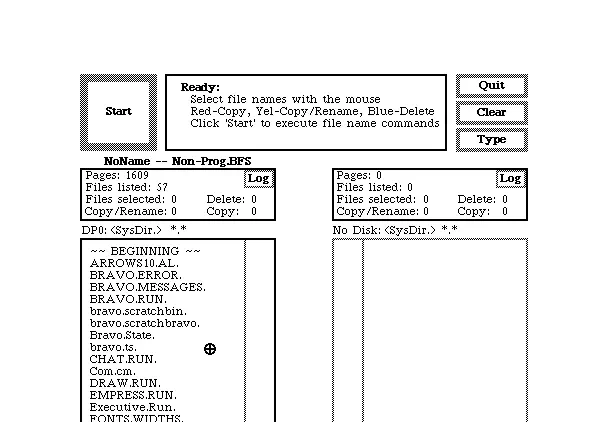 Start
Ready:
Select file names with the mouse
Red-Copy, Yel-Copy/Rename, Blue-Delete
Click 'Start' to execute file name commands
Quit
Clear
Type
NoName -- Non-Prog.BFS
Pages: 1609
Log
Files listed: 57
Files selected: 0 Delete: 0
Copy/Rename: 0 Copy: 0
DP0: <SysDir.> *.*
~~ BEGINNING ~~
ARROWS10.AL.
BRAVO.ERROR.
BRAVO.MESSAGES.
BRAVO.RUN.
bravo.scratchbin.
bravo.scratchbravo.
Bravo.State.
bravo.ts.
CHAT.RUN.
Com.cm.
DRAW.RUN.
EMPRESS.RUN.
Executive.Run.
FONTS.WIDTHS.
Pages: 0
Log
Files listed: 0
Files selected: 0 Delete: 0
Copy/Rename: 0 Copy: 0
No Disk: <SysDir.> *.*